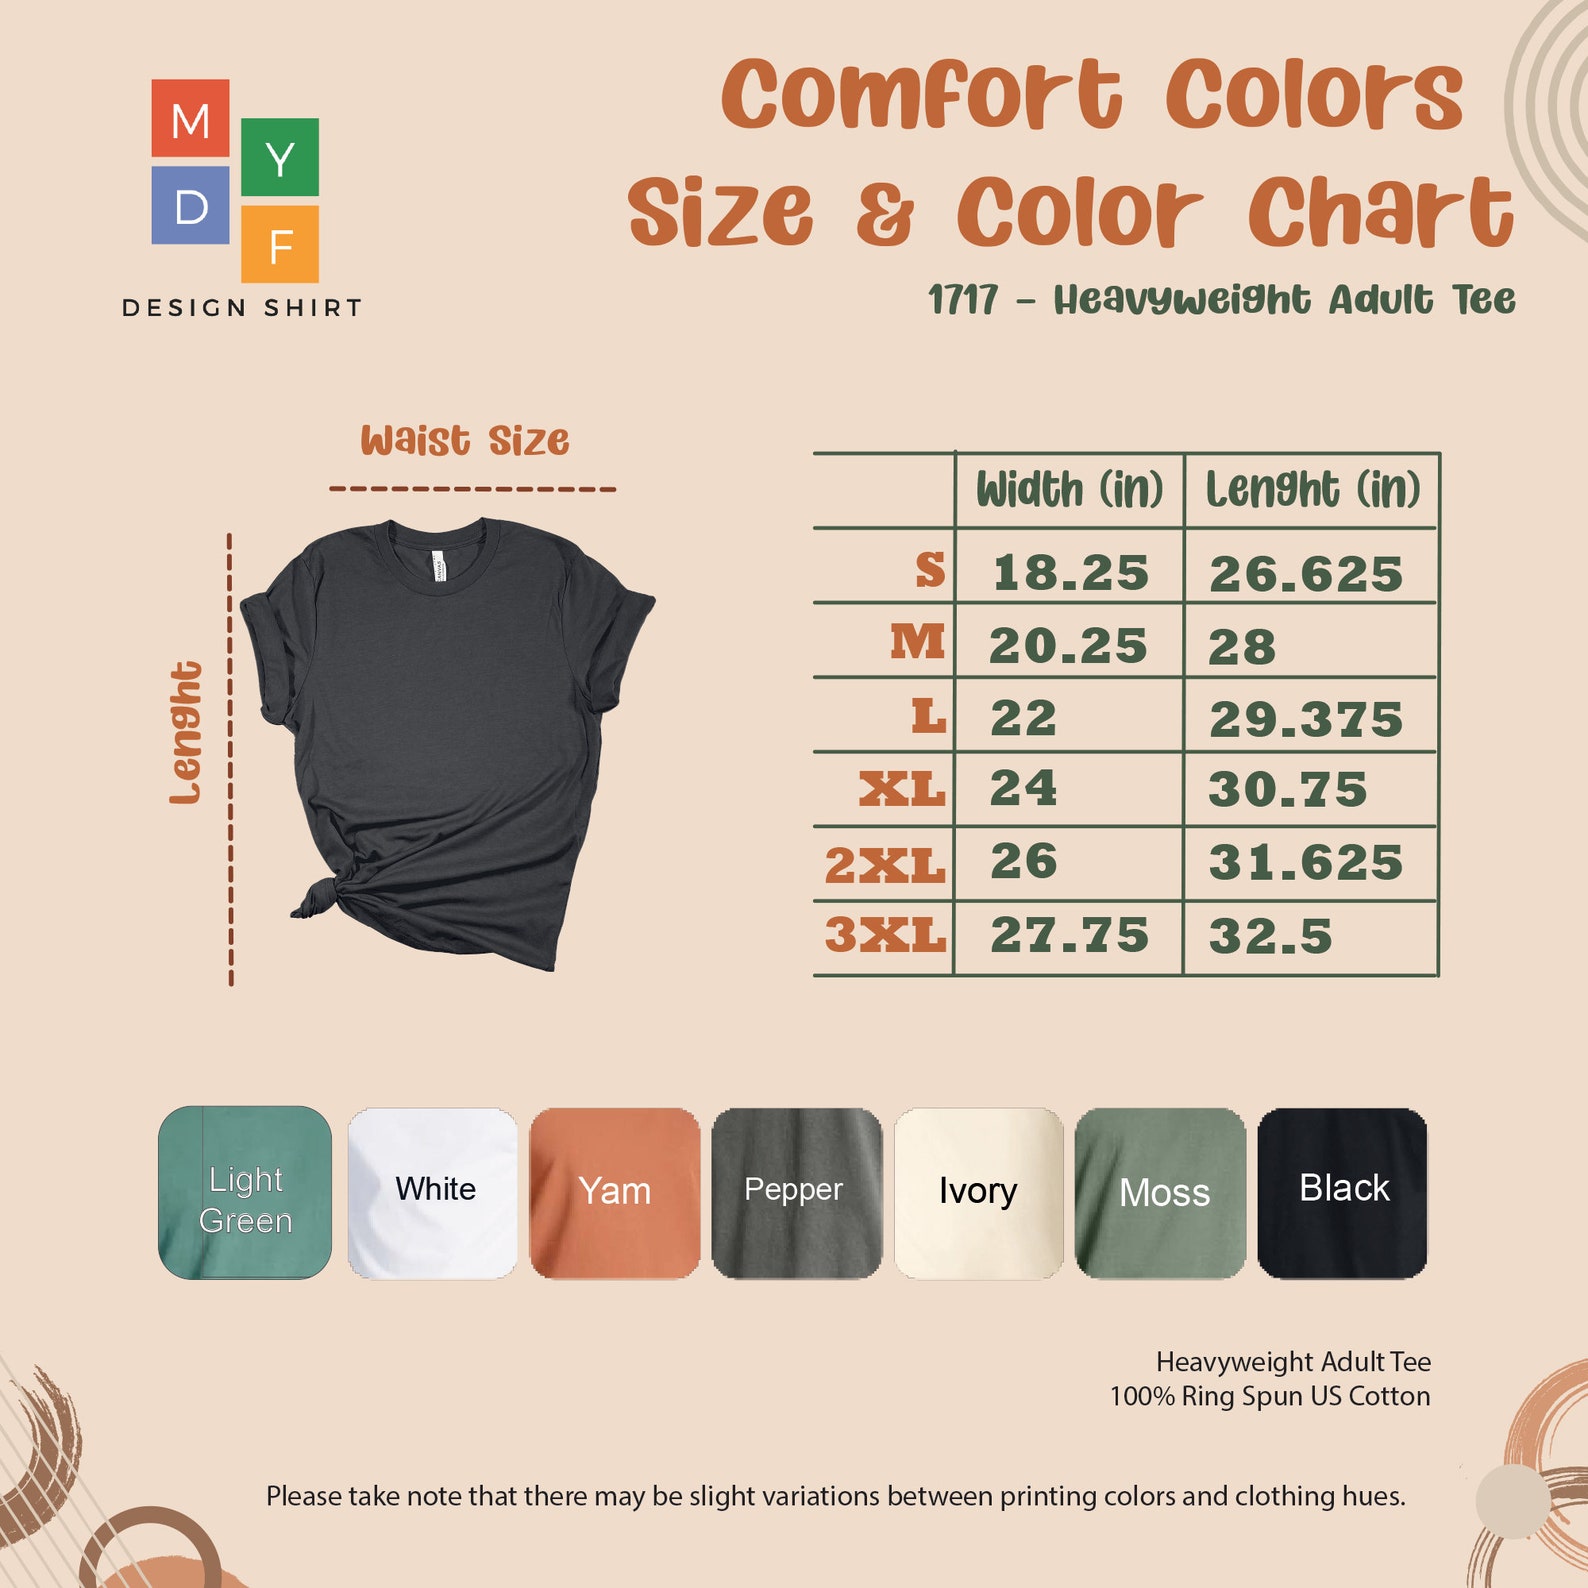 M
Y
D
F
DESIGN SHIRT
Comfort Colors
Size & Color Chart
1717 - Heavyweight Adult Tee
Waist Size
Lenght
Width (in) Lenght (in)
S 18.25 26.625
M 20.25 28
L 22 29.375
XL 24 30.75
2XL 26 31.625
3XL 27.75 32.5
Light
Green
White
Yam
Pepper
Ivory
Moss
Black
Heavyweight Adult Tee
100% Ring Spun US Cotton
Please take note that there may be slight variations between printing colors and clothing hues.